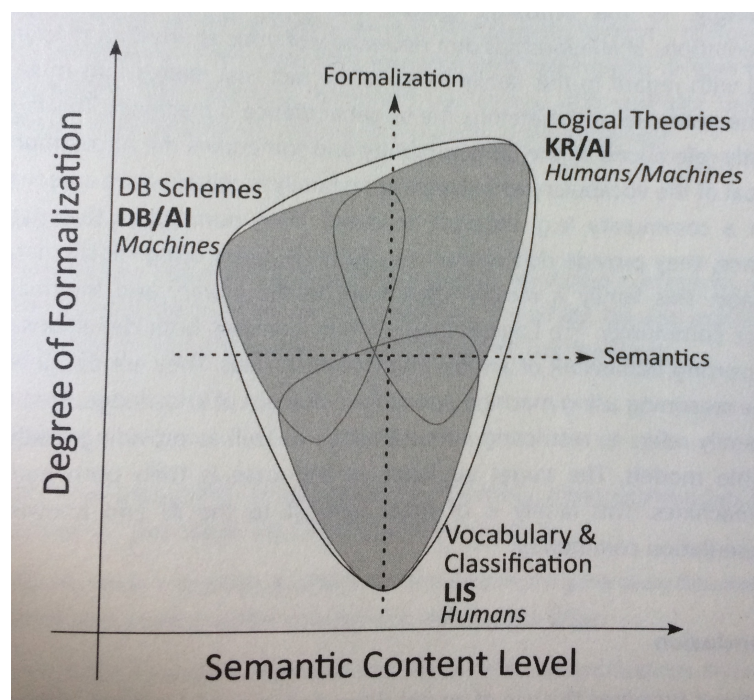 Formalization
Logical Theories
KR/AI
Humans/Machines
DB Schemes
DB/AI
Machines
Semantics
Degree of Formalization
Vocabulary &
Classification
LIS
Humans
Semantic Content Level